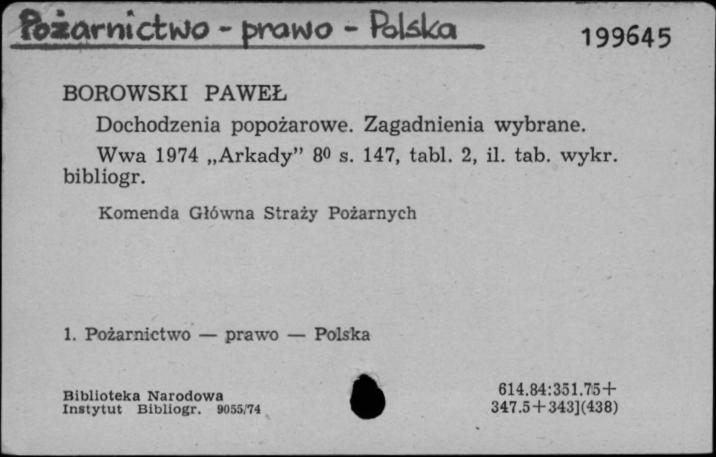 Pożarnictwo - prawo - Polska
199645
BOROWSKI PAWEŁ
Dochodzenia popożarowe. Zagadnienia wybrane.
Wwa 1974 „Arkady” 8⁰ s. 147, tabl. 2, il. tab. wykr.
bibliogr.
Komenda Główna Straży Pożarnych
1. Pożarnictwo — prawo — Polska
Biblioteka Narodowa
Instytut Bibliogr. 9055/74
614.84:351.75+
347.5+343](438)